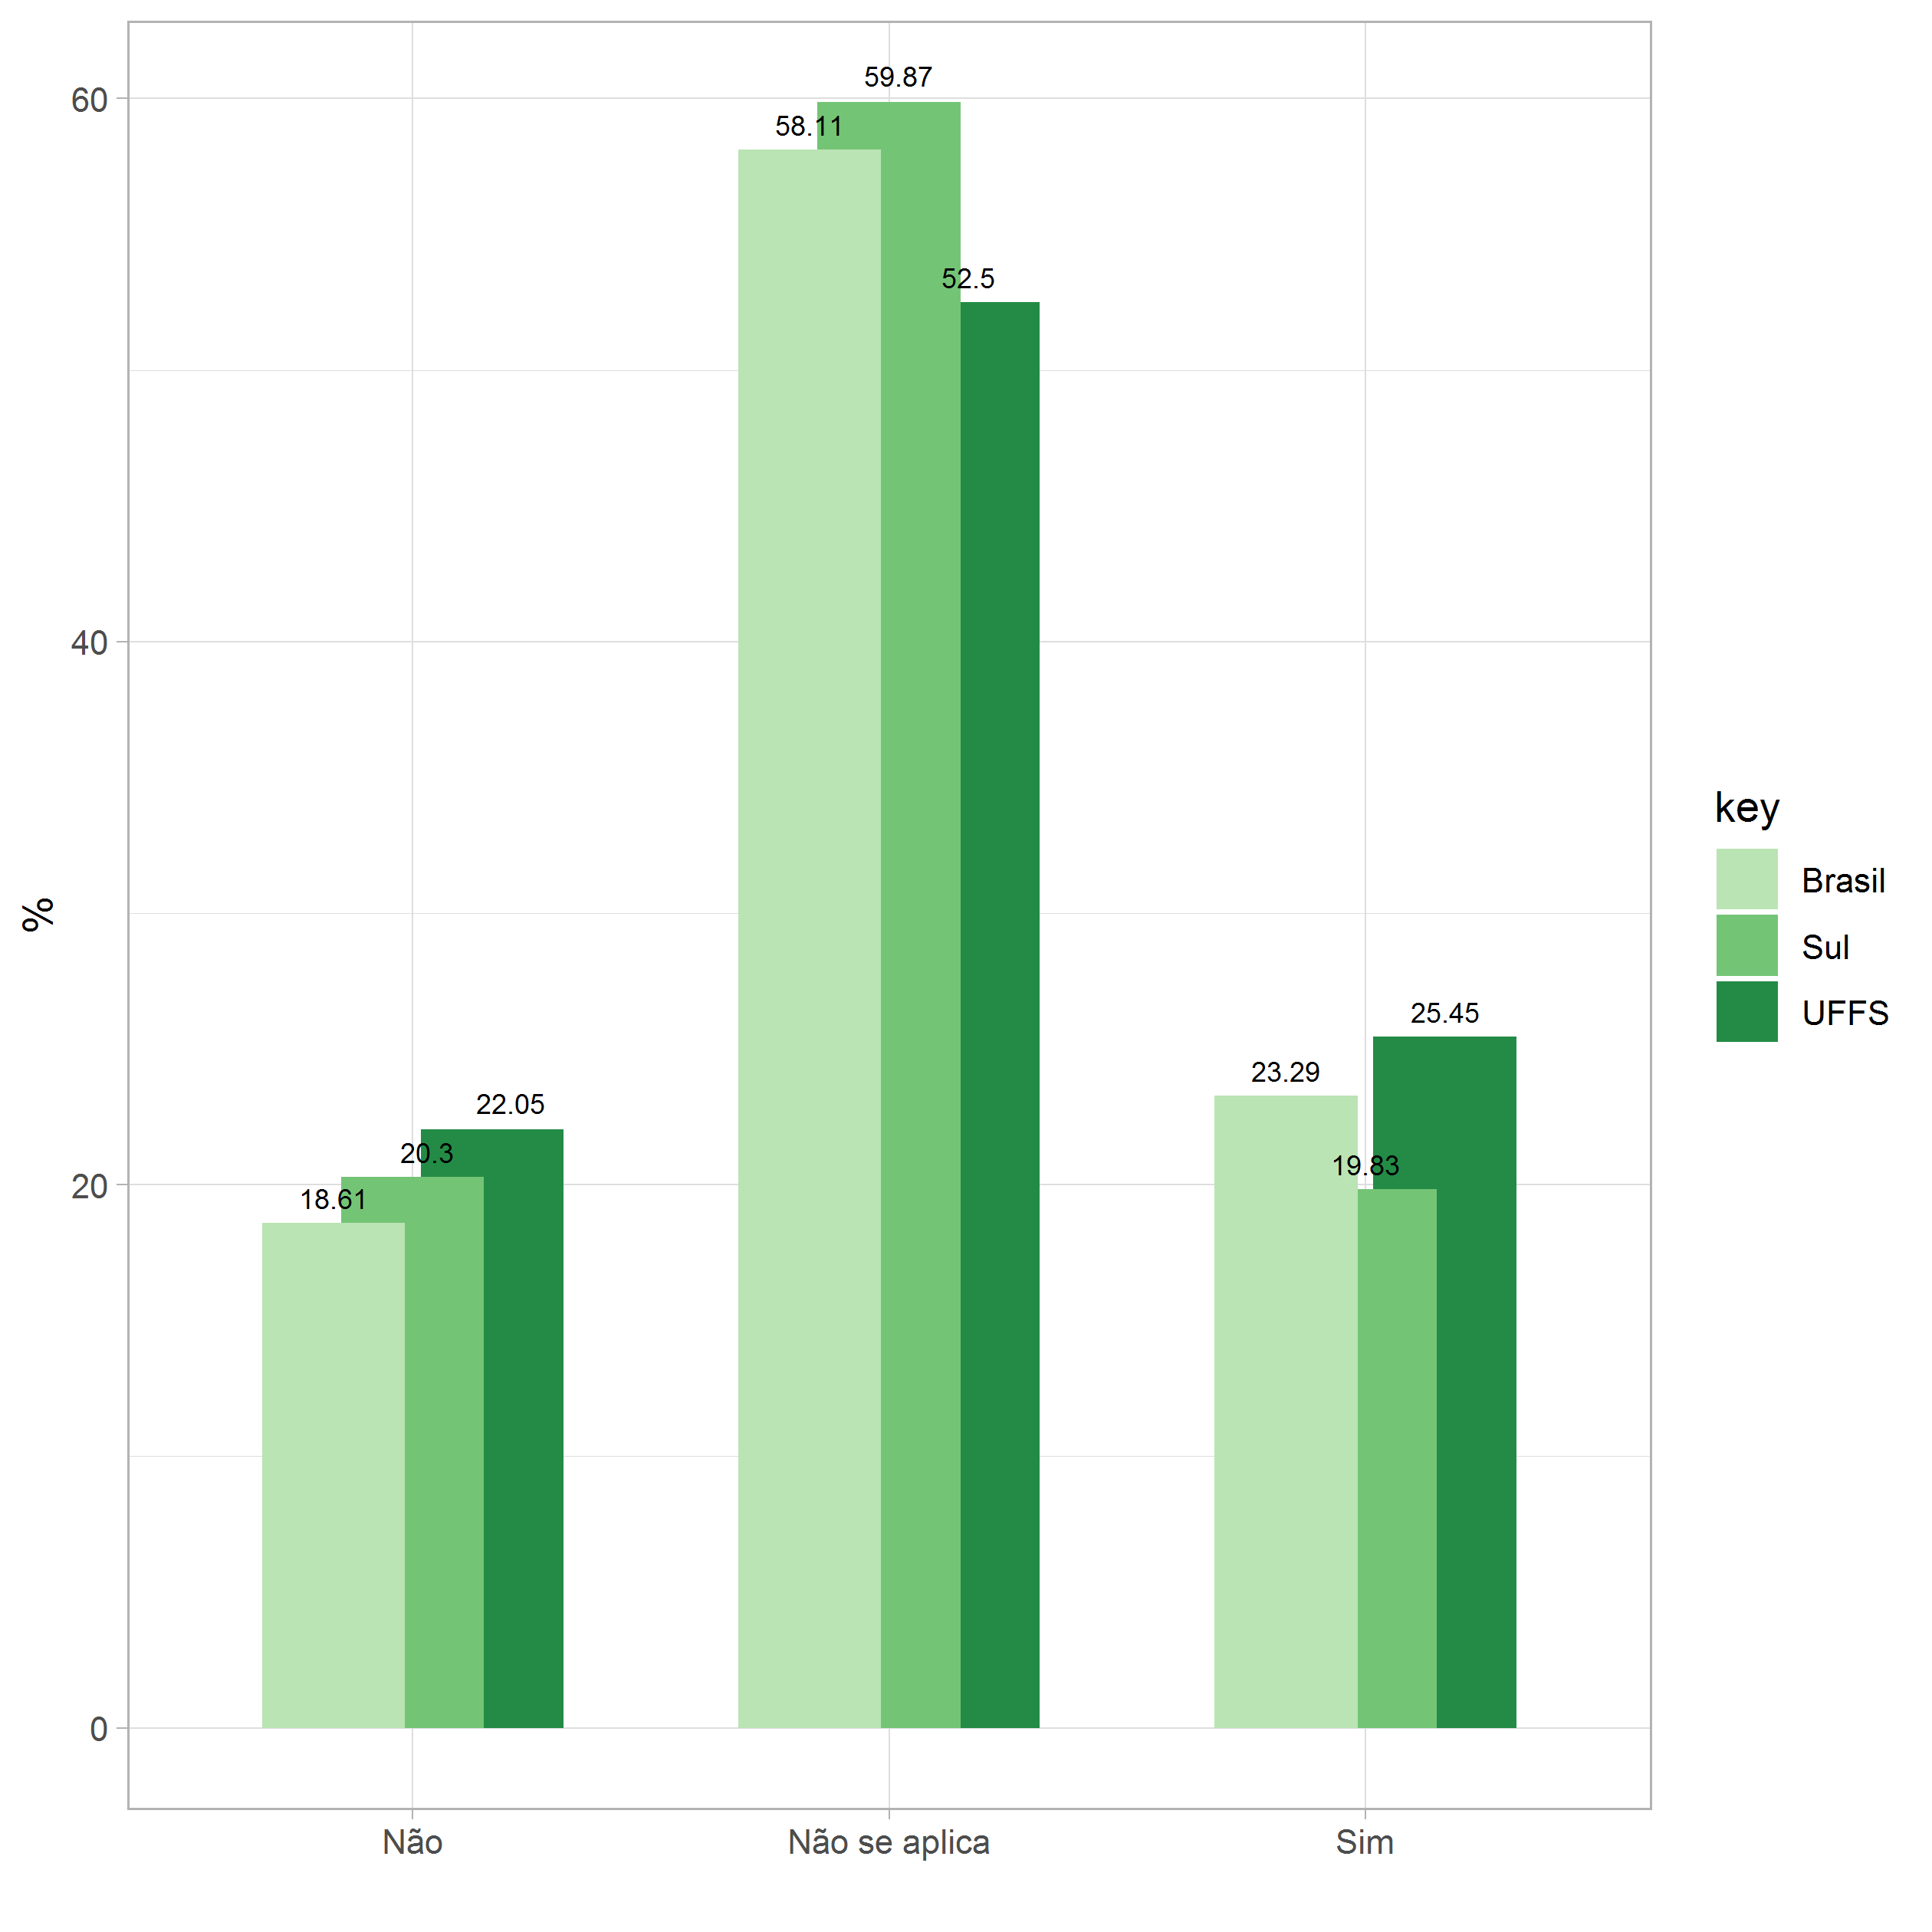 59.87
60
58.11
52.5
40
key
Brasil
%
Sul
UFFS
25.45
23.29
22.05
20.3
19.83
20
18.61
0
Não
Não se aplica
Sim